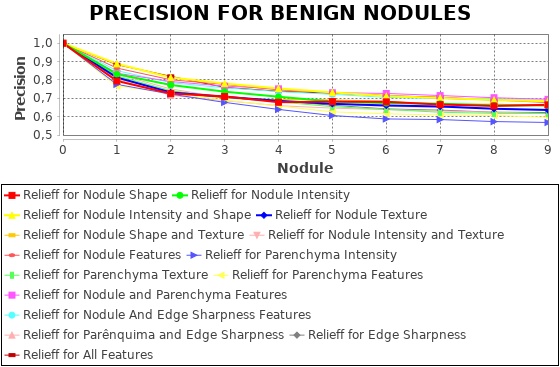 PRECISION FOR BENIGN NODULES
1,0
0,9
0,8
0,7
0,6
0,5
Precision
0 1 2 3 4 5 6 7 8 9
Nodule
Relieff for Nodule Shape Relieff for Nodule Intensity
Relieff for Nodule Intensity and Shape Relieff for Nodule Texture
Relieff for Nodule Shape and Texture Relieff for Nodule Intensity and Texture
Relieff for Nodule Features Relieff for Parenchyma Intensity
Relieff for Parenchyma Texture Relieff for Parenchyma Features
Relieff for Nodule and Parenchyma Features
Relieff for Nodule And Edge Sharpness Features
Relieff for Parênquima and Edge Sharpness Relieff for Edge Sharpness
Relieff for All Features